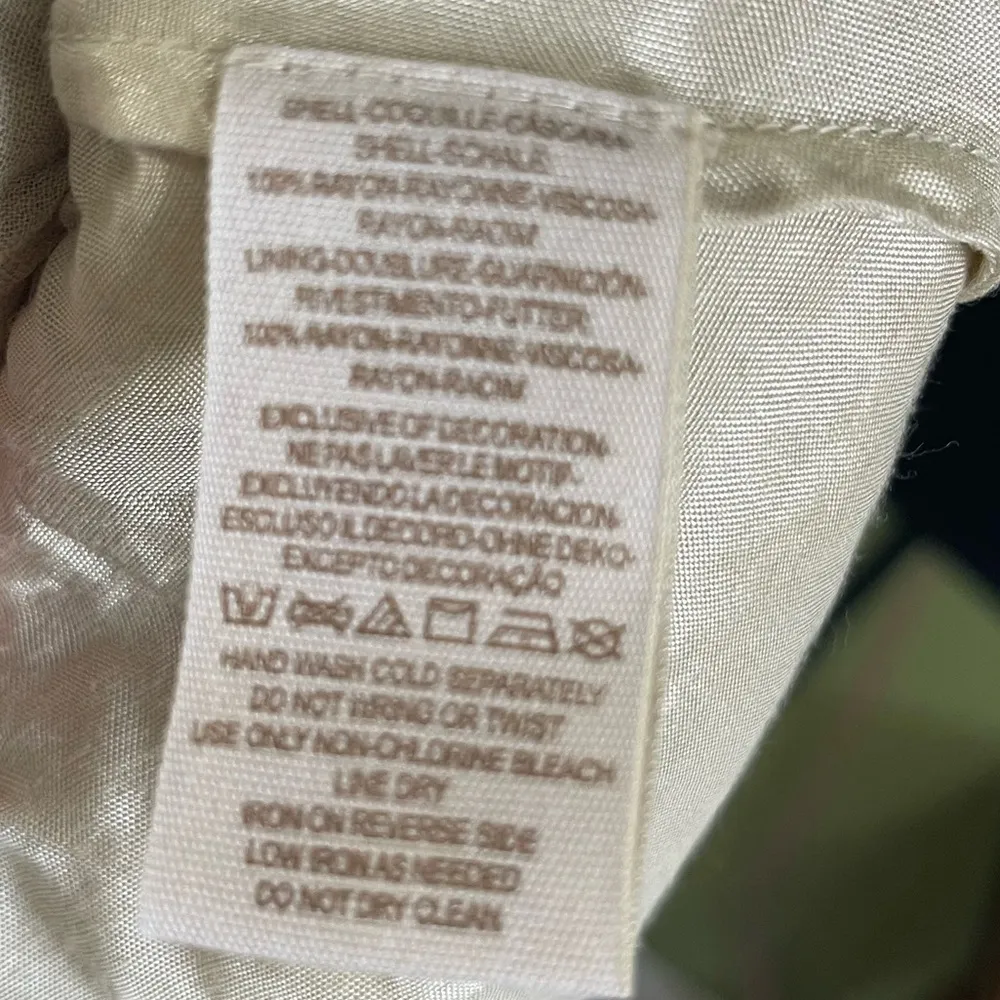 SHELL-COQUILLE-CÁSCARA-
SHELL-SCHALE
100% RAYON-RAYONNE-VISCOSA-
RAYON-RACIM
LINING-DOUBLURE-GUARNICIÓN-
RIVESTIMENTO-FUTTER
100% RAYON-RAYONNE-VISCOSA-
RAYON-RACIM
EXCLUSIVE OF DECORATION-
NE PAS LAVER LE MOTIF-
EXCLUYENDO LA DECORACION-
ESCLUSO IL DECORO-OHNE DEKO-
EXCEPTO DECORAÇÃO
HAND WASH COLD SEPARATELY
DO NOT WRING OR TWIST
USE ONLY NON-CHLORINE BLEACH
LINE DRY
IRON ON REVERSE SIDE
LOW IRON AS NEEDED
DO NOT DRY CLEAN